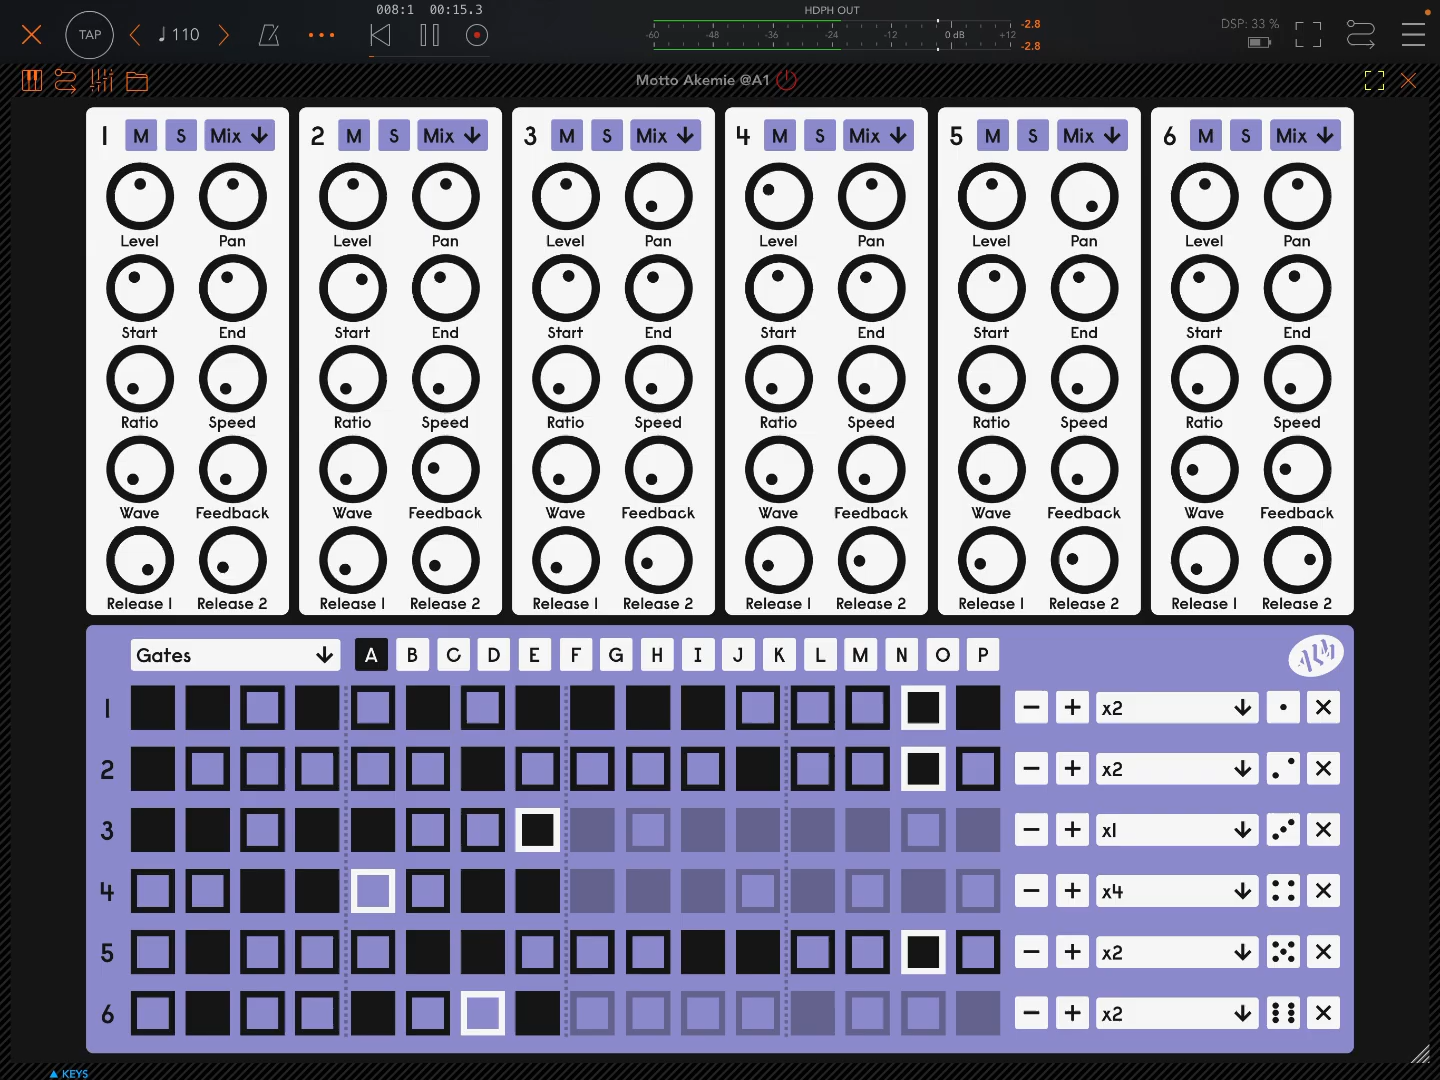 008:1 00:15.3
HDPH OUT
TAP
♩ 110
-60 -48 -36 -24 -12 0 dB +12
-2.8
-2.8
DSP: 33 %
Motto Akemie @A1
1 M S Mix ↓
2 M S Mix ↓
3 M S Mix ↓
4 M S Mix ↓
5 M S Mix ↓
6 M S Mix ↓
Level Pan Level Pan Level Pan Level Pan Level Pan Level Pan
Start End Start End Start End Start End Start End Start End
Ratio Speed Ratio Speed Ratio Speed Ratio Speed Ratio Speed Ratio Speed
Wave Feedback Wave Feedback Wave Feedback Wave Feedback Wave Feedback Wave Feedback
Release 1 Release 2 Release 1 Release 2 Release 1 Release 2 Release 1 Release 2 Release 1 Release 2 Release 1 Release 2
Gates ↓ A B C D E F G H I J K L M N O P
ALM
1 − + x2 ↓ ×
2 − + x2 ↓ ×
3 − + x1 ↓ ×
4 − + x4 ↓ ×
5 − + x2 ↓ ×
6 − + x2 ↓ ×
▲ KEYS